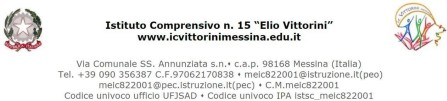 Istituto Comprensivo n. 15 “Elio Vittorini”
www.icvittorinimessina.edu.it
Via Comunale SS. Annunziata s.n.• c.a.p. 98168 Messina (Italia)
Tel. +39 090 356387 C.F.97062170838 • meic822001@istruzione.it(peo)
meic822001@pec.istruzione.it(pec) • C.M.meic822001
Codice univoco ufficio UFJSAD • Codice univoco IPA istsc_meic822001